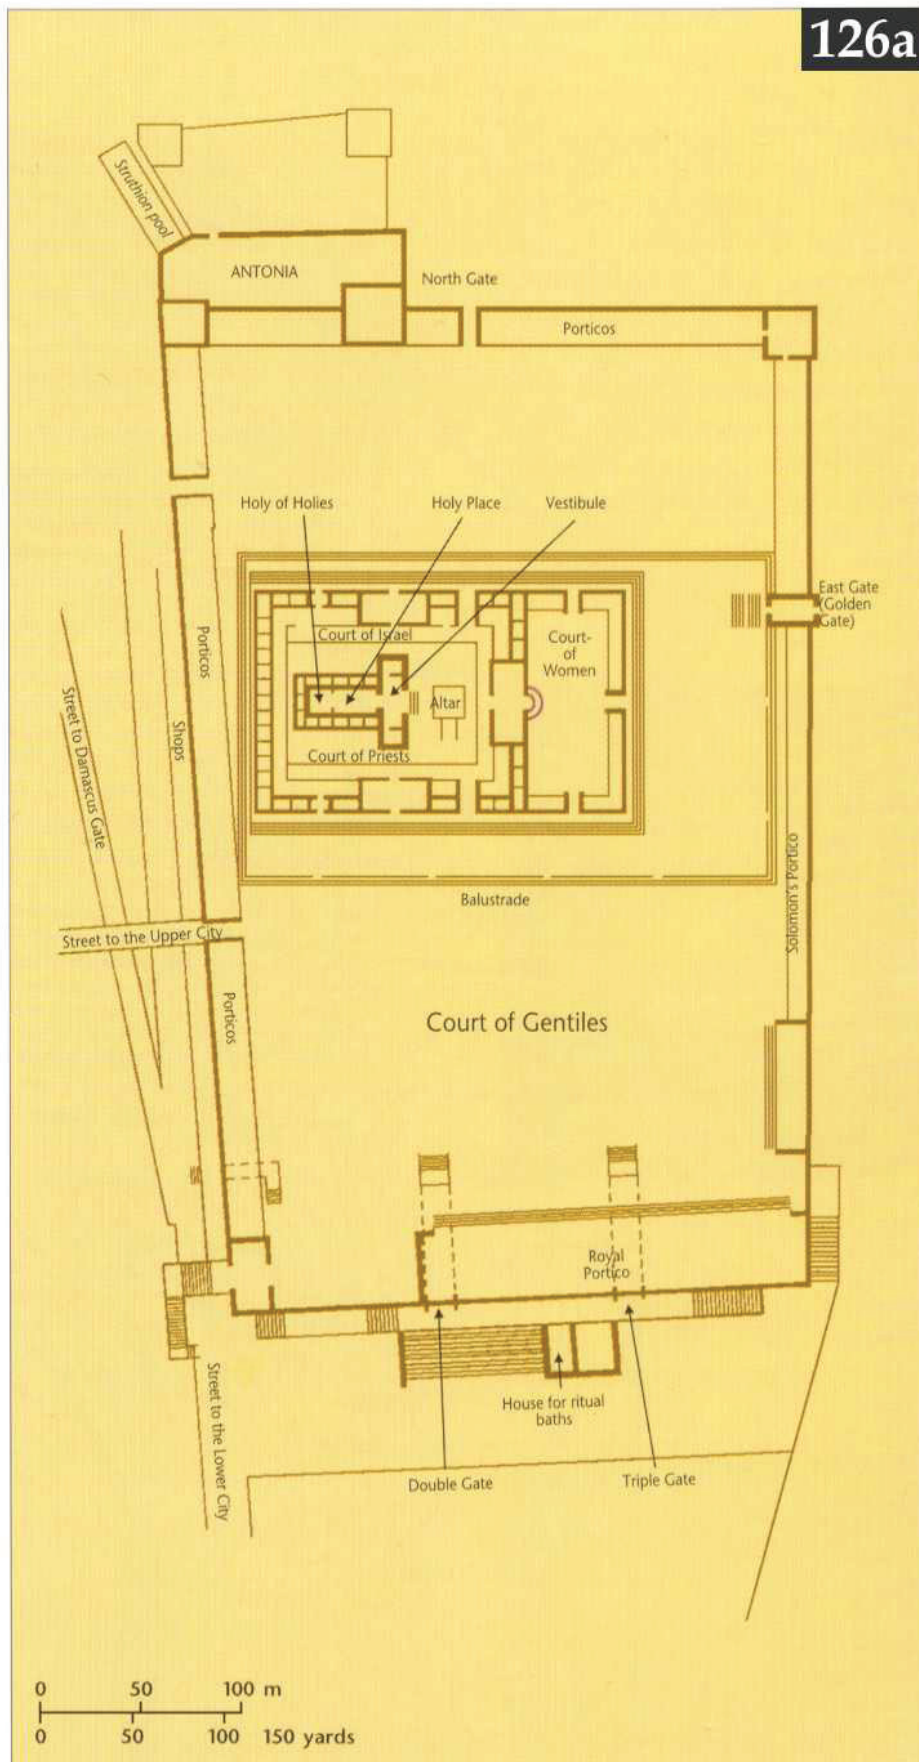 126a
Struthion pool
ANTONIA
North Gate
Porticos
Holy of Holies
Holy Place
Vestibule
East Gate
(Golden
Gate)
Court of Israel
Court-
of
Women
Porticos
Altar
Street to Damascus Gate
Shops
Court of Priests
Solomon's Portico
Balustrade
Street to the Upper City
Porticos
Court of Gentiles
Royal
Portico
House for ritual
baths
Street to the Lower City
Double Gate
Triple Gate
0 50 100 m
0 50 100 150 yards